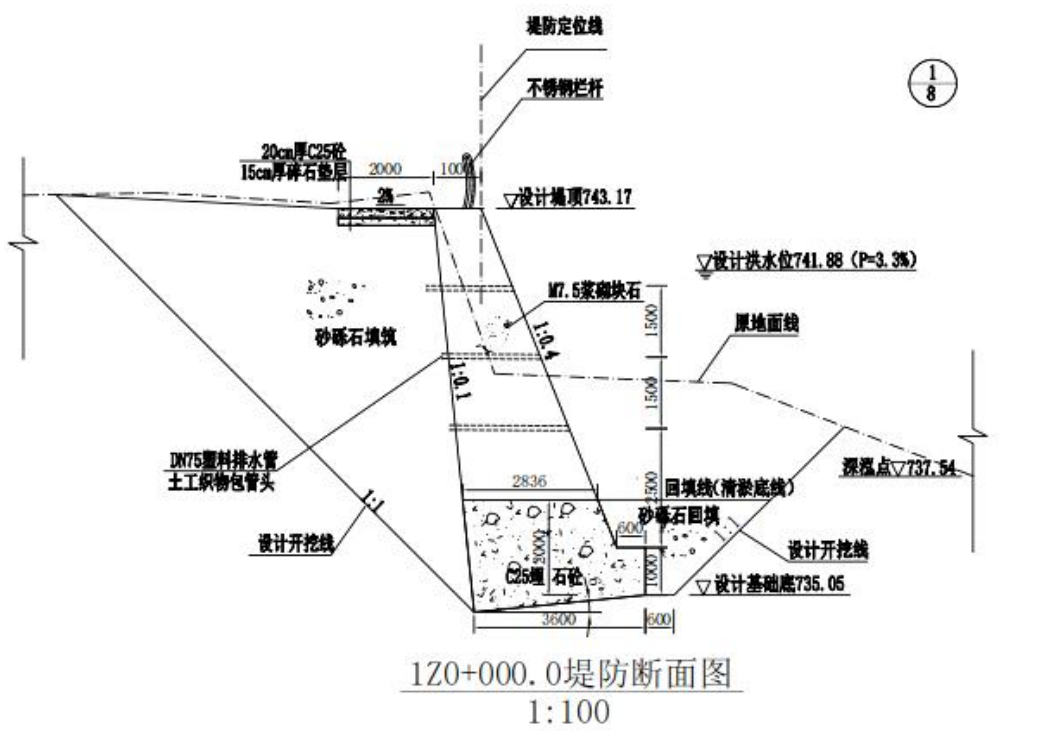 堤防定位线
1
8
不锈钢栏杆
20cm厚C25砼
15cm厚碎石垫层
2000
100
2%
设计堤顶743.17
设计洪水位741.88（P=3.3%）
M7.5浆砌块石
1500
原地面线
砂砾石填筑
1:0.4
1:0.1
1500
DN75塑料排水管
土工织物包管头
深泓点737.54
2836
2500
回填线(清淤底线)
1:1
600
砂砾石回填
设计开挖线
2000
设计开挖线
C25埋 石砼
1000
设计基础底735.05
3600
600
1Z0+000.0堤防断面图
1:100